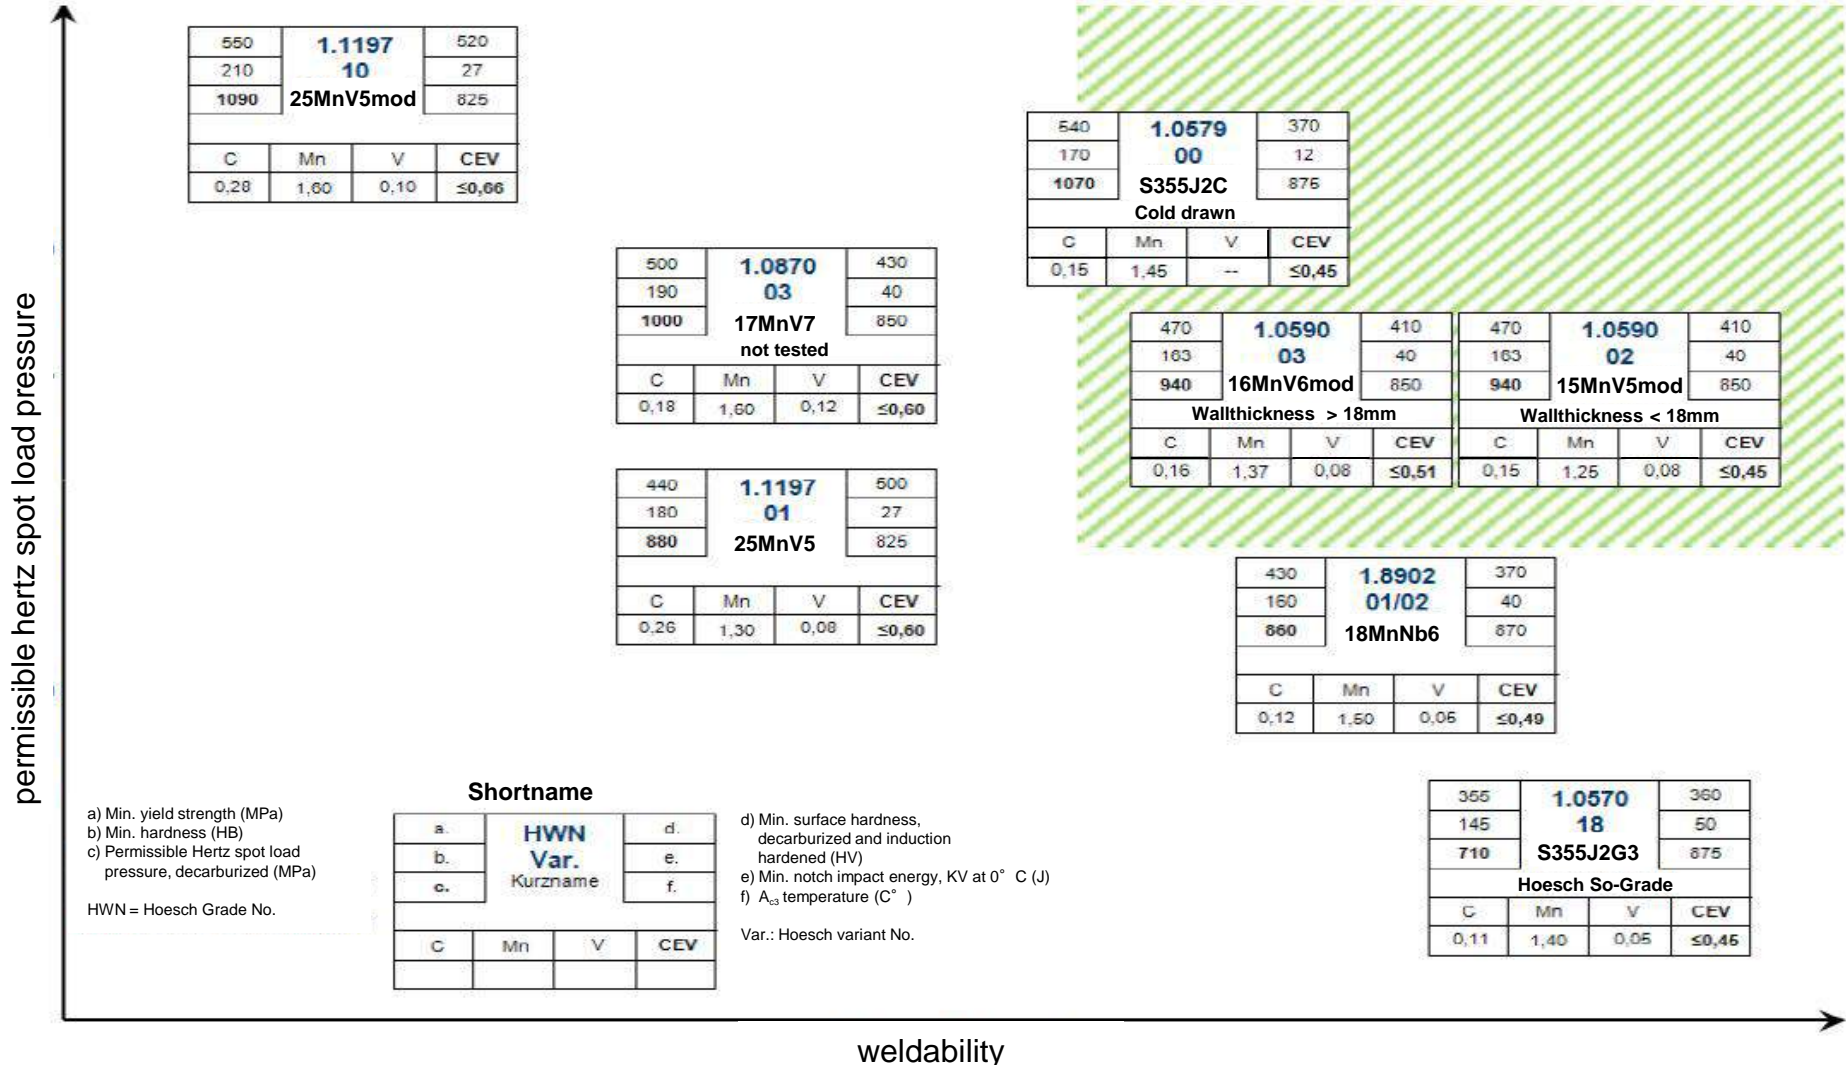 permissible hertz spot load pressure
550 1.1197 520
210 10 27
1090 25MnV5mod 825
C Mn V CEV
0,28 1,60 0,10 ≤0,66
540 1.0579 370
170 00 12
1070 S355J2C 875
Cold drawn
C Mn V CEV
0,15 1,45 -- ≤0,45
500 1.0870 430
190 03 40
1000 17MnV7 850
not tested
C Mn V CEV
0,18 1,60 0,12 ≤0,60
470 1.0590 410
163 03 40
940 16MnV6mod 850
Wallthickness > 18mm
C Mn V CEV
0,16 1,37 0,08 ≤0,51
470 1.0590 410
163 02 40
940 15MnV5mod 850
Wallthickness < 18mm
C Mn V CEV
0,15 1,25 0,08 ≤0,45
440 1.1197 500
180 01 27
880 25MnV5 825
C Mn V CEV
0,26 1,30 0,08 ≤0,60
430 1.8902 370
160 01/02 40
860 18MnNb6 870
C Mn V CEV
0,12 1,50 0,05 ≤0,49
355 1.0570 360
145 18 50
710 S355J2G3 875
Hoesch So-Grade
C Mn V CEV
0,11 1,40 0,05 ≤0,45
a) Min. yield strength (MPa)
b) Min. hardness (HB)
c) Permissible Hertz spot load
pressure, decarburized (MPa)
HWN = Hoesch Grade No.
Shortname
a. HWN d.
b. Var. e.
c. Kurzname f.
C Mn V CEV
d) Min. surface hardness,
decarburized and induction
hardened (HV)
e) Min. notch impact energy, KV at 0° C (J)
f) Ac3 temperature (C° )
Var.: Hoesch variant No.
weldability